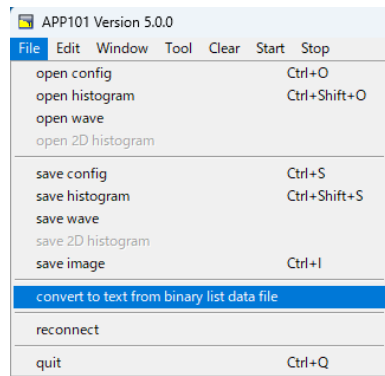 APP101 Version 5.0.0
File Edit Window Tool Clear Start Stop
open config Ctrl+O
open histogram Ctrl+Shift+O
open wave
open 2D histogram
save config Ctrl+S
save histogram Ctrl+Shift+S
save wave
save 2D histogram
save image Ctrl+I
convert to text from binary list data file
reconnect
quit Ctrl+Q